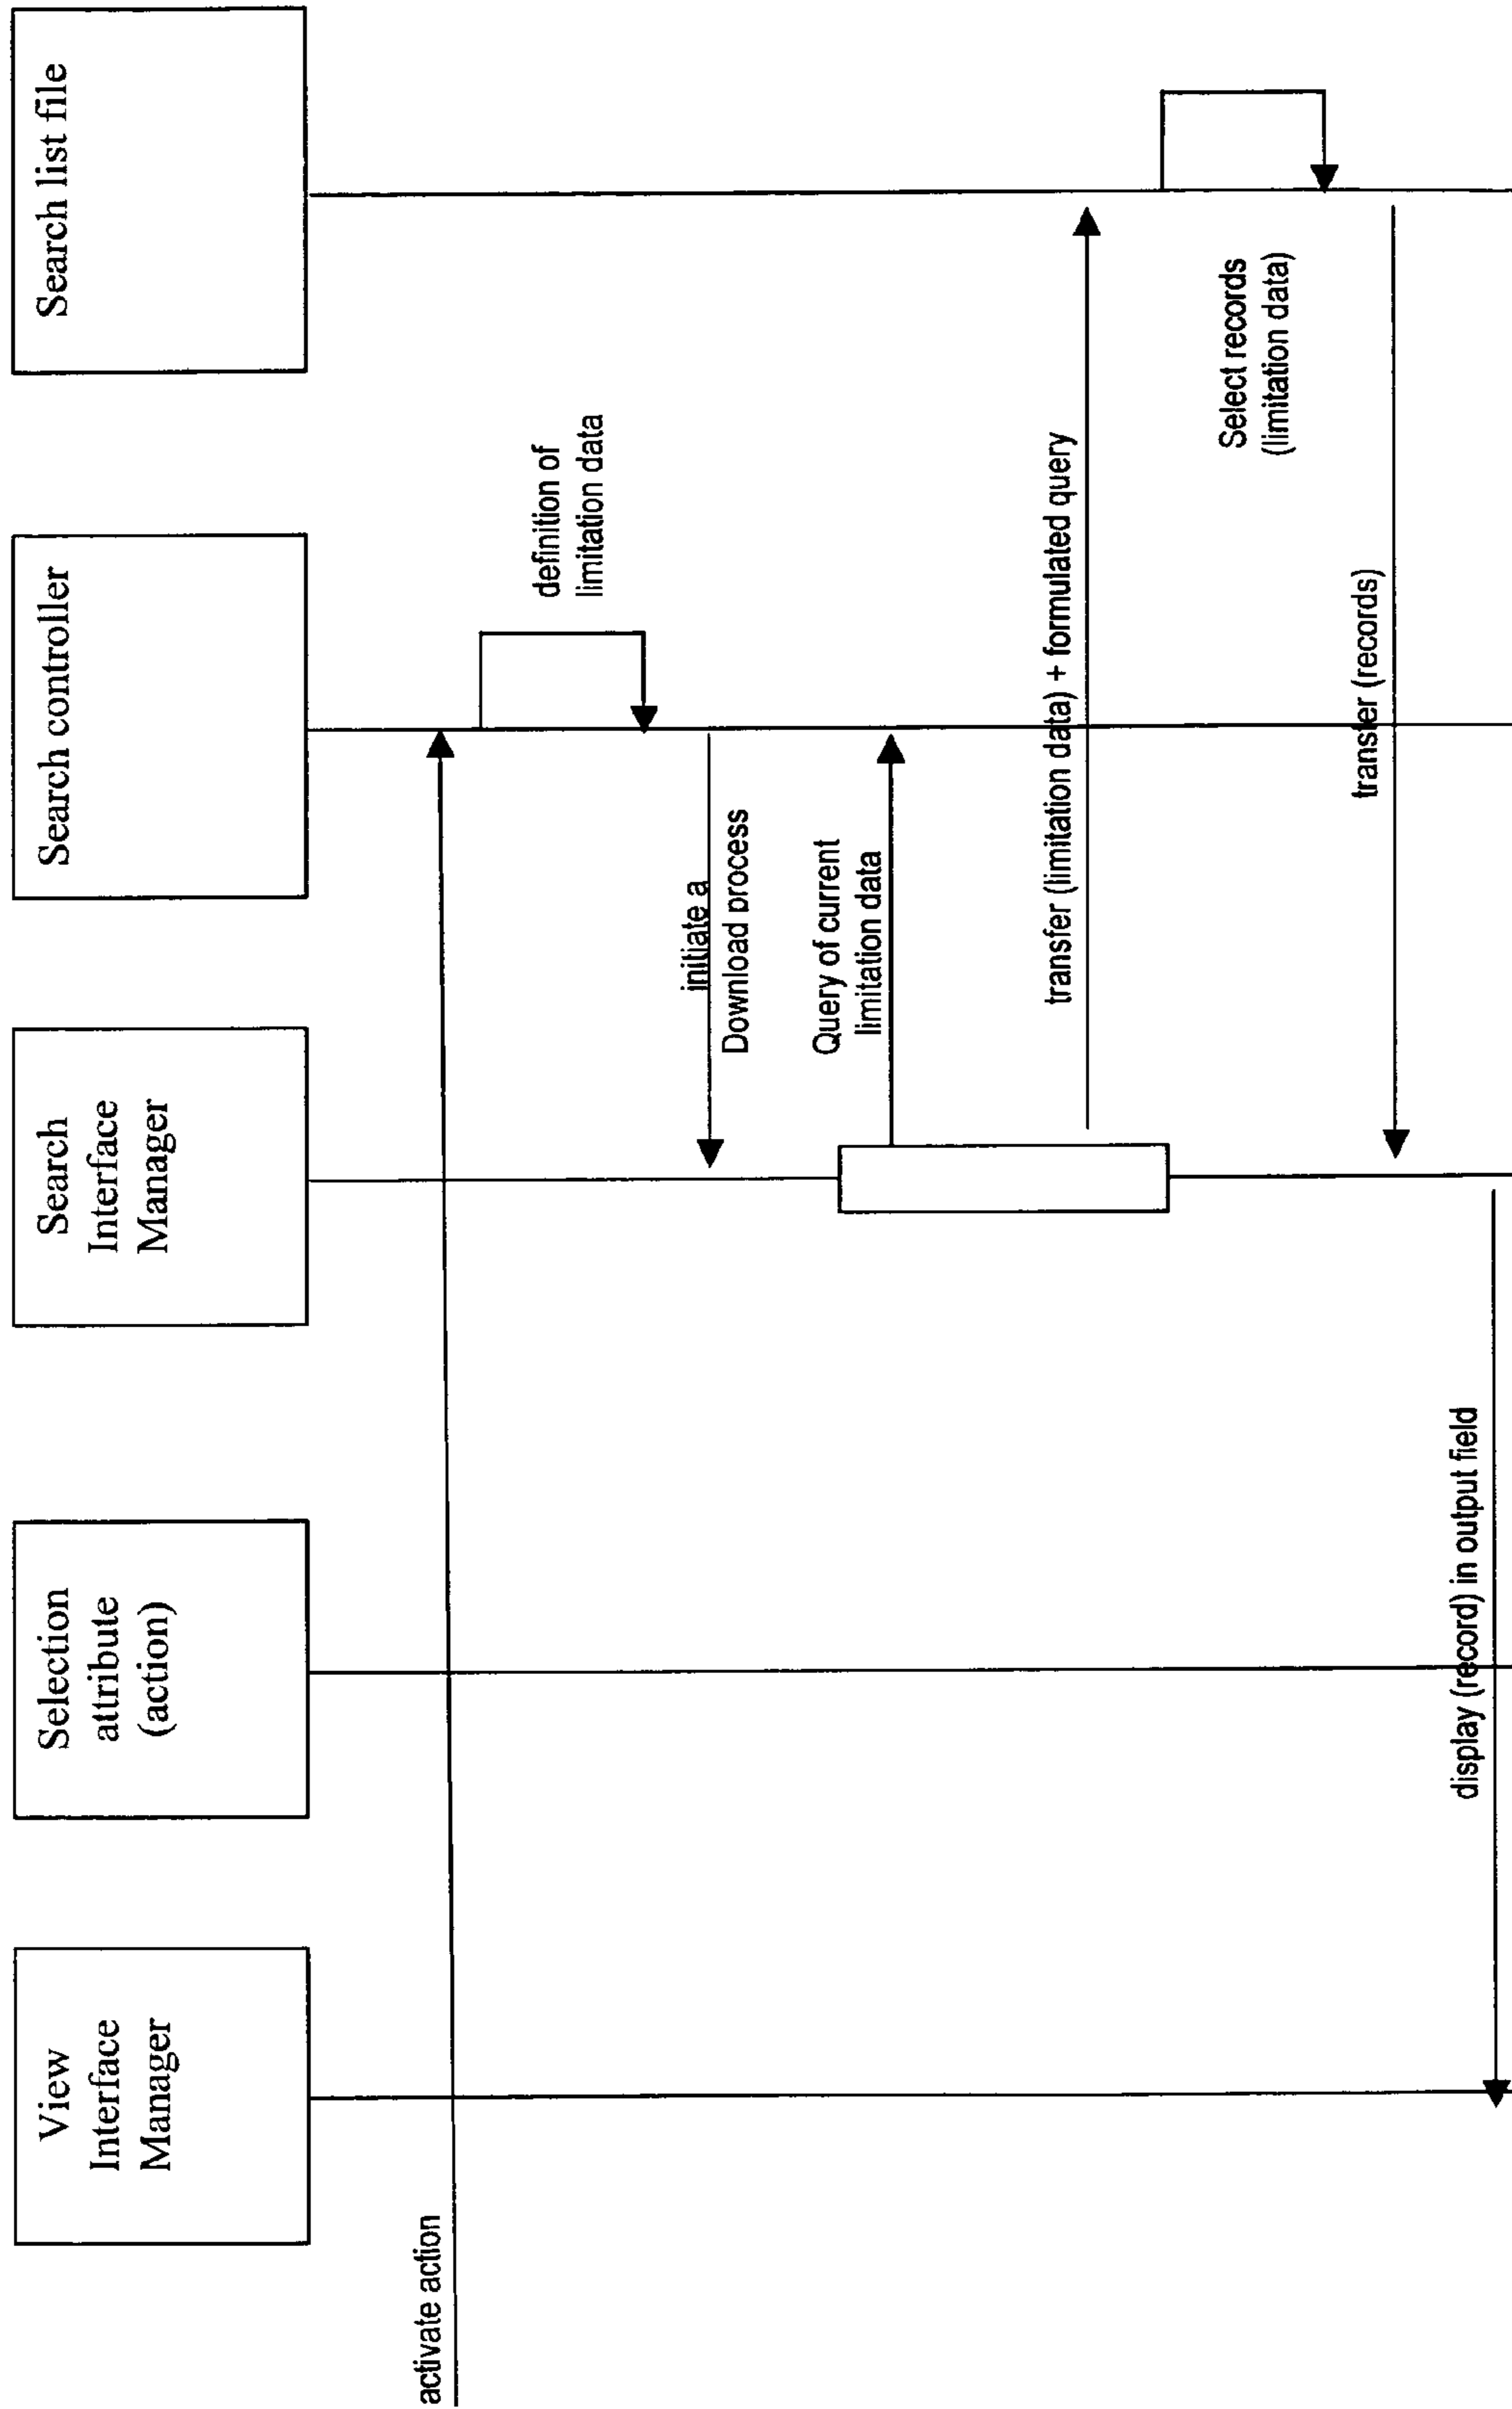 View
Interface
Manager
Selection
attribute
(action)
Search
Interface
Manager
Search controller
Search list file
activate action
definition of
limitation data
initiate a
Download process
Query of current
limitation data
transfer (limitation data) + formulated query
Select records
(limitation data)
transfer (records)
display (record) in output field